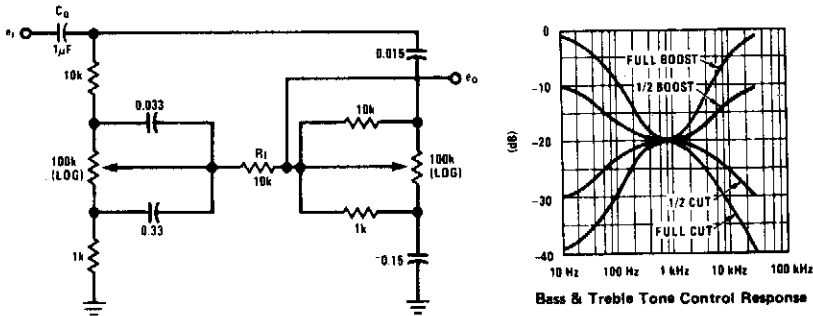 e₁
C₀
1µF
10k
0.033
100k
(LOG)
0.33
1k
R₁
10k
0.015
e₀
10k
100k
(LOG)
1k
0.15
0
-10
-20
-30
-40
(dB)
FULL BOOST
1/2 BOOST
1/2 CUT
FULL CUT
10 Hz 100 Hz 1 kHz 10 kHz 100 kHz
Bass & Treble Tone Control Response